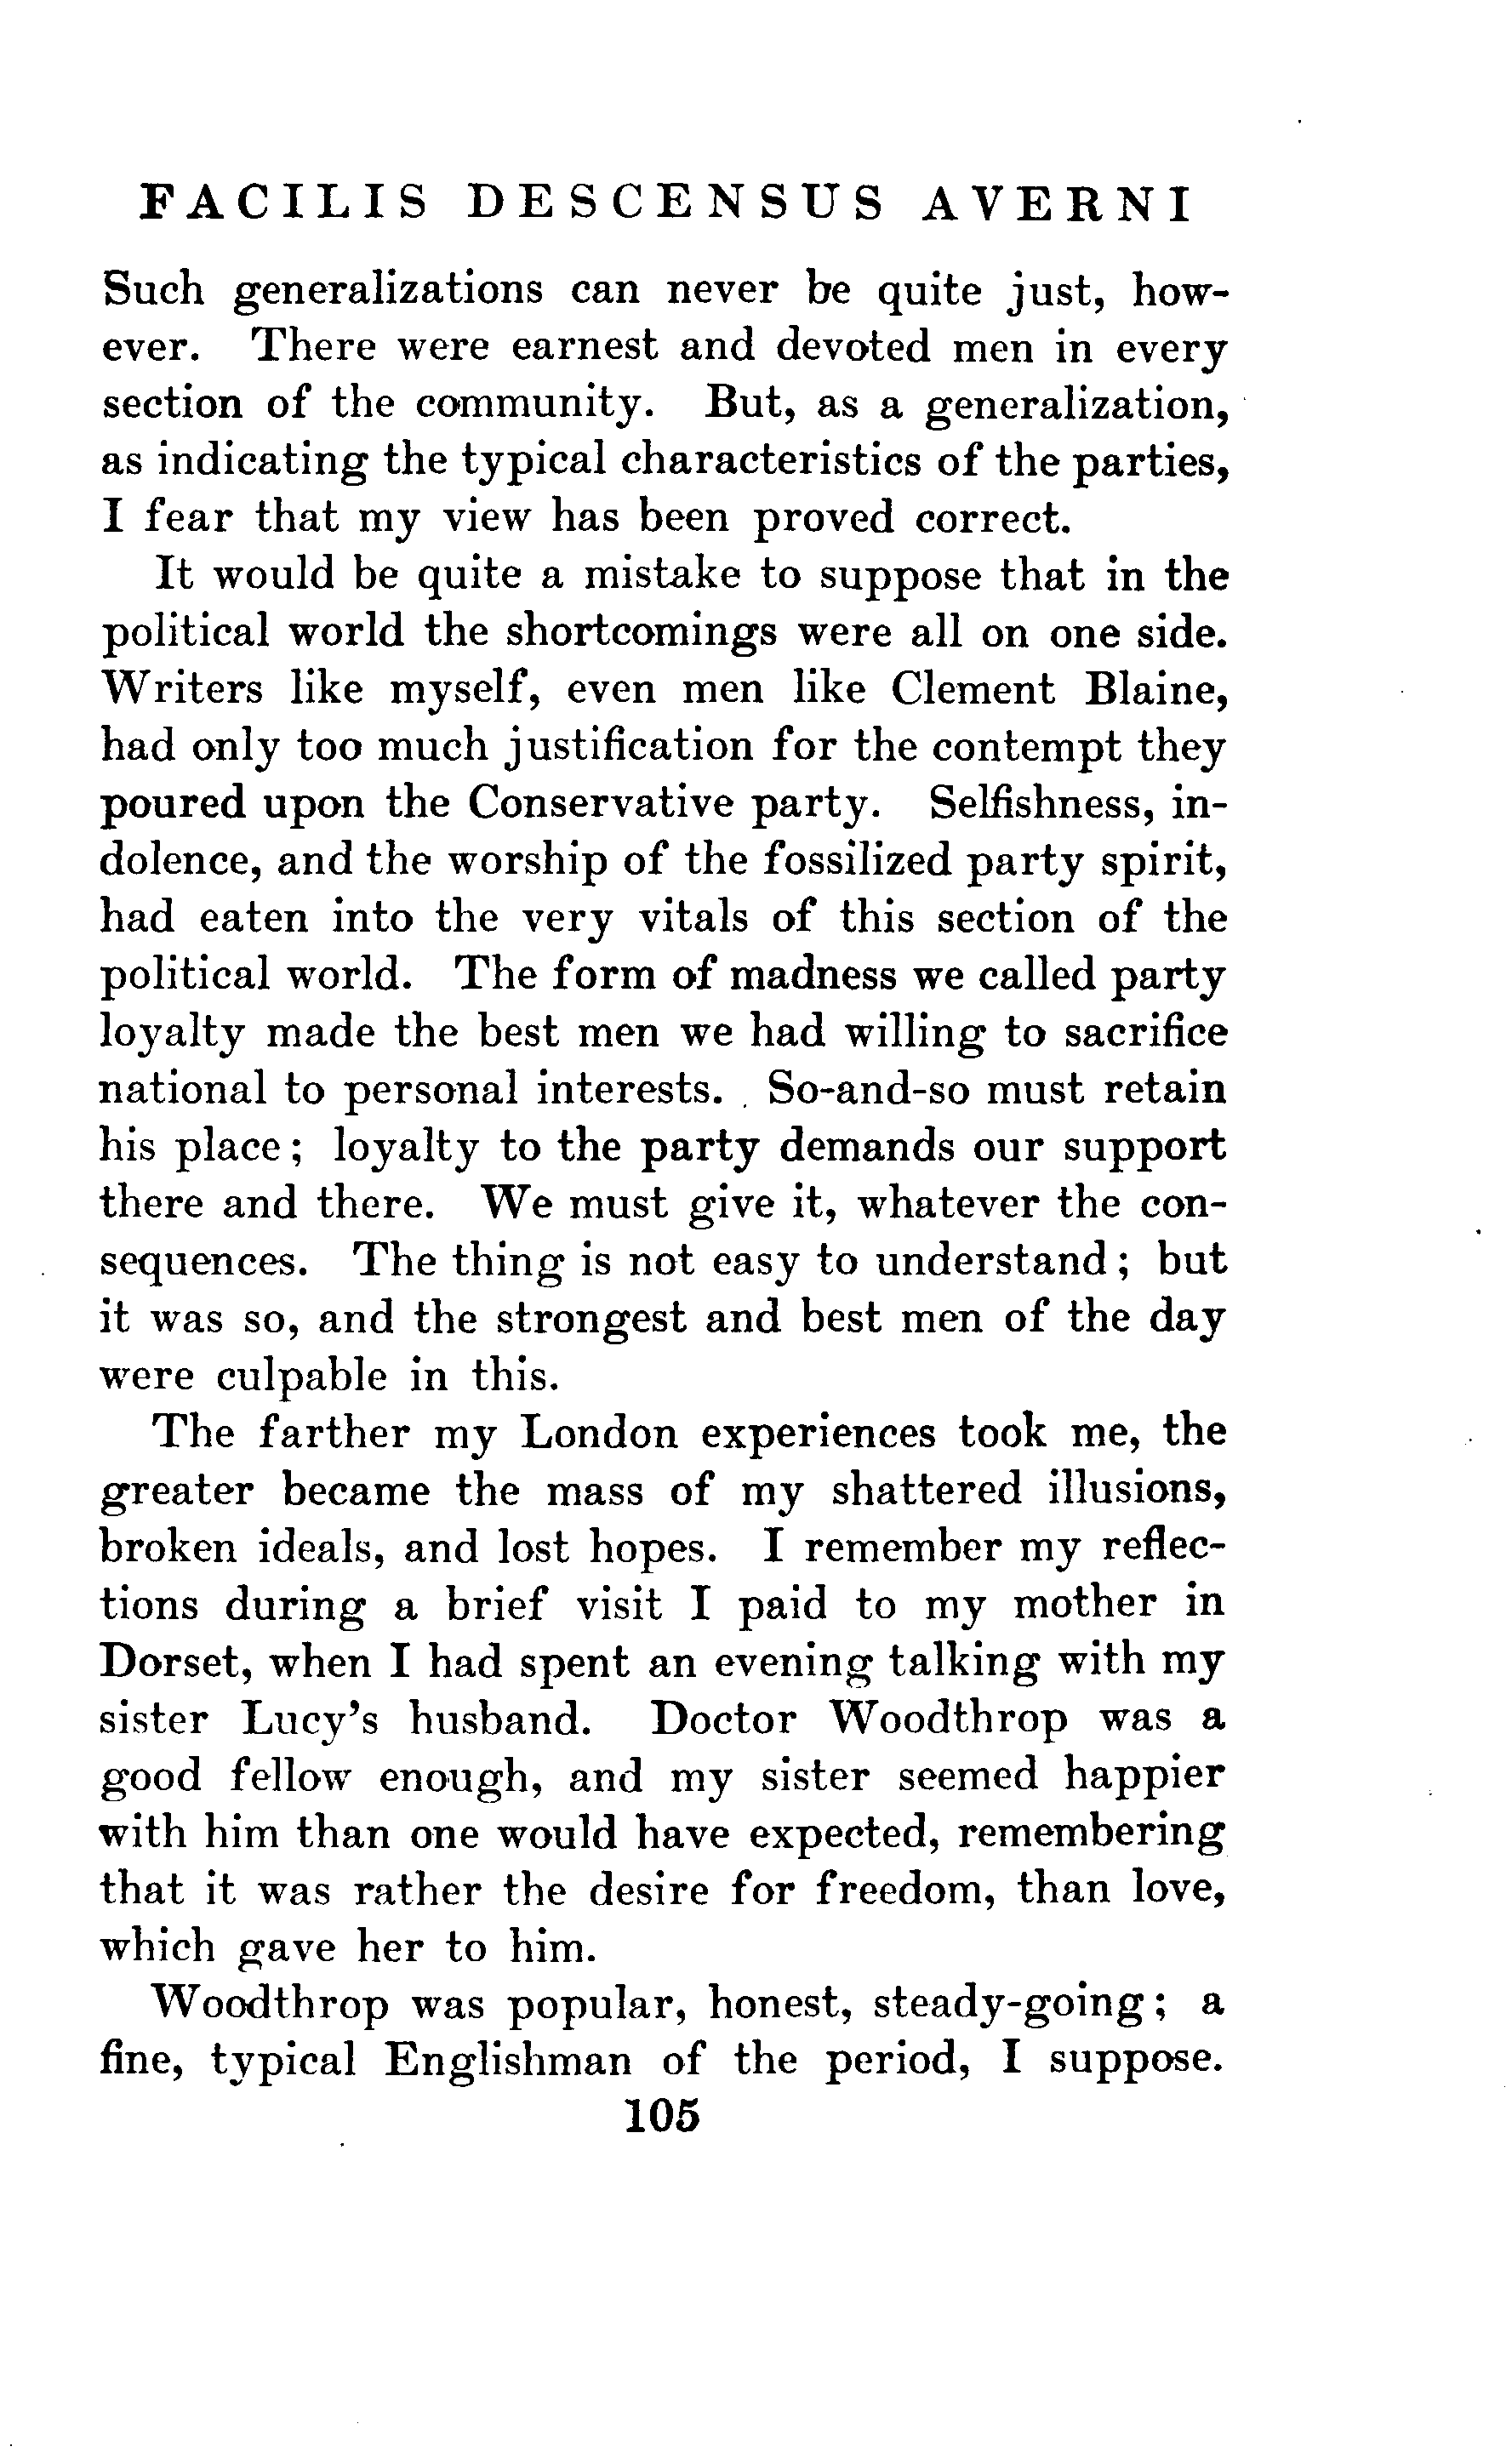 FACILIS DESCENSUS AVERNI
Such generalizations can never be quite just, how-
ever. There were earnest and devoted men in every
section of the community. But, as a generalization,
as indicating the typical characteristics of the parties,
I fear that my view has been proved correct.
It would be quite a mistake to suppose that in the
political world the shortcomings were all on one side.
Writers like myself, even men like Clement Blaine,
had only too much justification for the contempt they
poured upon the Conservative party. Selfishness, in-
dolence, and the worship of the fossilized party spirit,
had eaten into the very vitals of this section of the
political world. The form of madness we called party
loyalty made the best men we had willing to sacrifice
national to personal interests. So-and-so must retain
his place; loyalty to the party demands our support
there and there. We must give it, whatever the con-
sequences. The thing is not easy to understand; but
it was so, and the strongest and best men of the day
were culpable in this.
The farther my London experiences took me, the
greater became the mass of my shattered illusions,
broken ideals, and lost hopes. I remember my reflec-
tions during a brief visit I paid to my mother in
Dorset, when I had spent an evening talking with my
sister Lucy's husband. Doctor Woodthrop was a
good fellow enough, and my sister seemed happier
with him than one would have expected, remembering
that it was rather the desire for freedom, than love,
which gave her to him.
Woodthrop was popular, honest, steady-going; a
fine, typical Englishman of the period, I suppose.
105